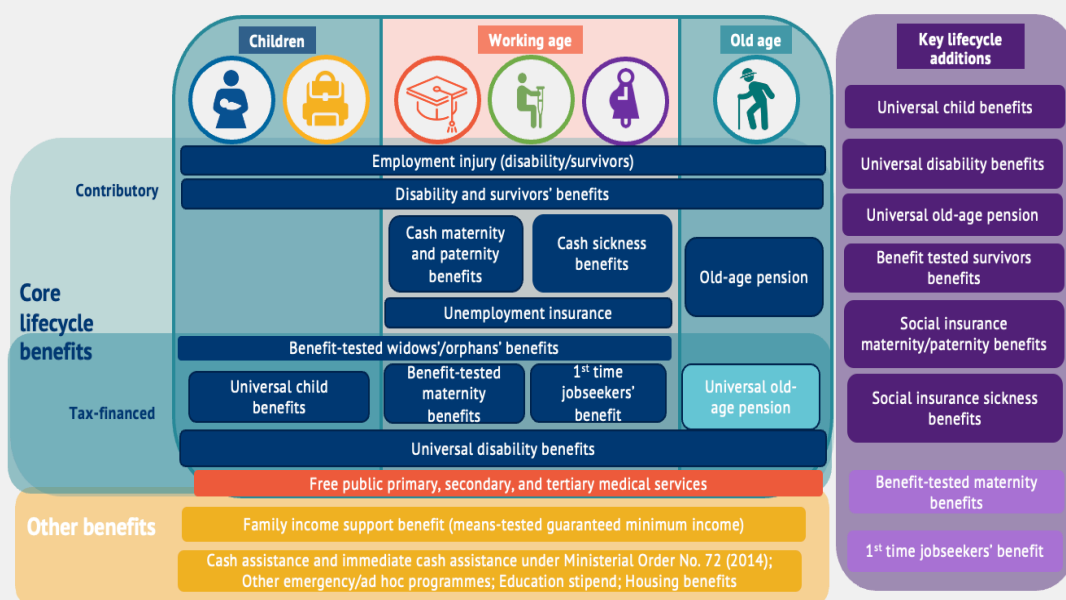 Children
Working age
Old age
Key lifecycle
additions
Contributory
Core
lifecycle
benefits
Tax-financed
Employment injury (disability/survivors)
Disability and survivors’ benefits
Cash maternity
and paternity
benefits
Cash sickness
benefits
Old-age pension
Unemployment insurance
Benefit-tested widows’/orphans’ benefits
Universal child
benefits
Benefit-tested
maternity
benefits
1st time
jobseekers’
benefit
Universal old-
age pension
Universal disability benefits
Free public primary, secondary, and tertiary medical services
Other benefits
Family income support benefit (means-tested guaranteed minimum income)
Cash assistance and immediate cash assistance under Ministerial Order No. 72 (2014);
Other emergency/ad hoc programmes; Education stipend; Housing benefits
Universal child benefits
Universal disability benefits
Universal old-age pension
Benefit tested survivors
benefits
Social insurance
maternity/paternity benefits
Social insurance sickness
benefits
Benefit-tested maternity
benefits
1st time jobseekers’ benefit